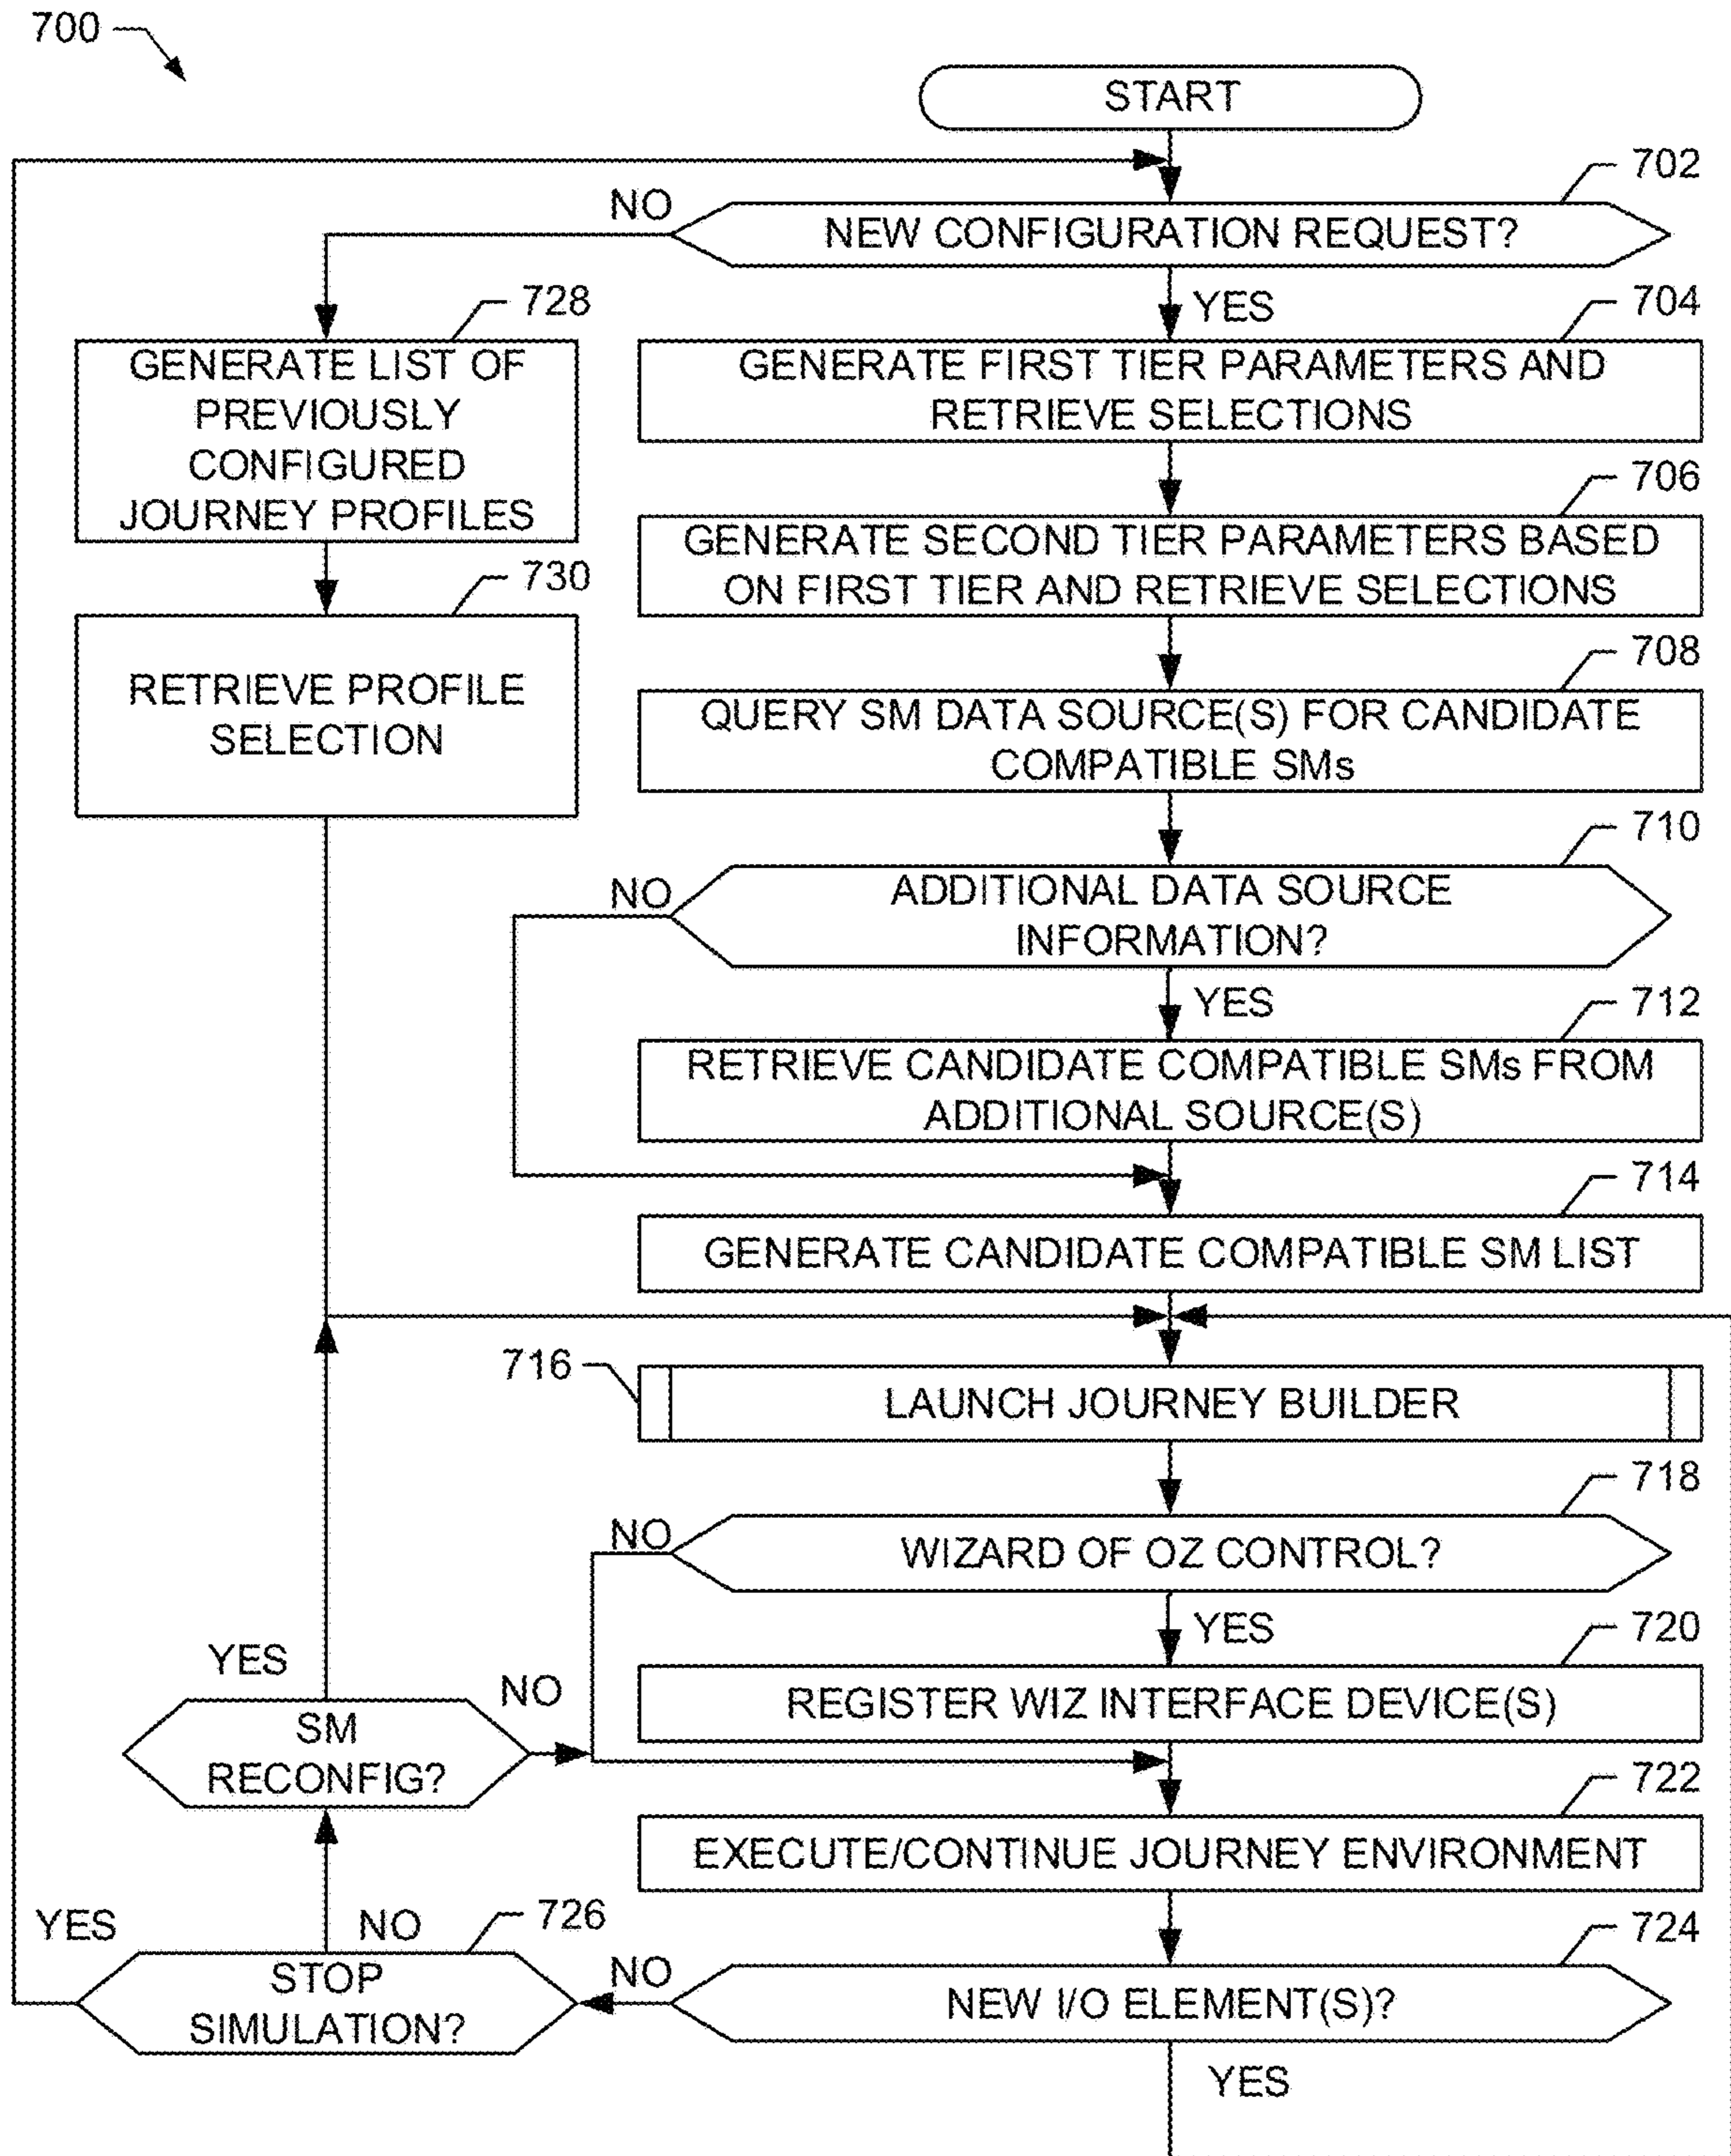 700
START
702
NO
NEW CONFIGURATION REQUEST?
728
YES
704
GENERATE LIST OF
PREVIOUSLY
CONFIGURED
JOURNEY PROFILES
GENERATE FIRST TIER PARAMETERS AND
RETRIEVE SELECTIONS
706
GENERATE SECOND TIER PARAMETERS BASED
ON FIRST TIER AND RETRIEVE SELECTIONS
730
RETRIEVE PROFILE
SELECTION
708
QUERY SM DATA SOURCE(S) FOR CANDIDATE
COMPATIBLE SMs
710
NO
ADDITIONAL DATA SOURCE
INFORMATION?
YES
712
RETRIEVE CANDIDATE COMPATIBLE SMs FROM
ADDITIONAL SOURCE(S)
714
GENERATE CANDIDATE COMPATIBLE SM LIST
716
LAUNCH JOURNEY BUILDER
718
NO
WIZARD OF OZ CONTROL?
YES
720
REGISTER WIZ INTERFACE DEVICE(S)
YES
NO
SM
RECONFIG?
722
EXECUTE/CONTINUE JOURNEY ENVIRONMENT
YES
NO
726
724
STOP
SIMULATION?
NO
NEW I/O ELEMENT(S)?
YES